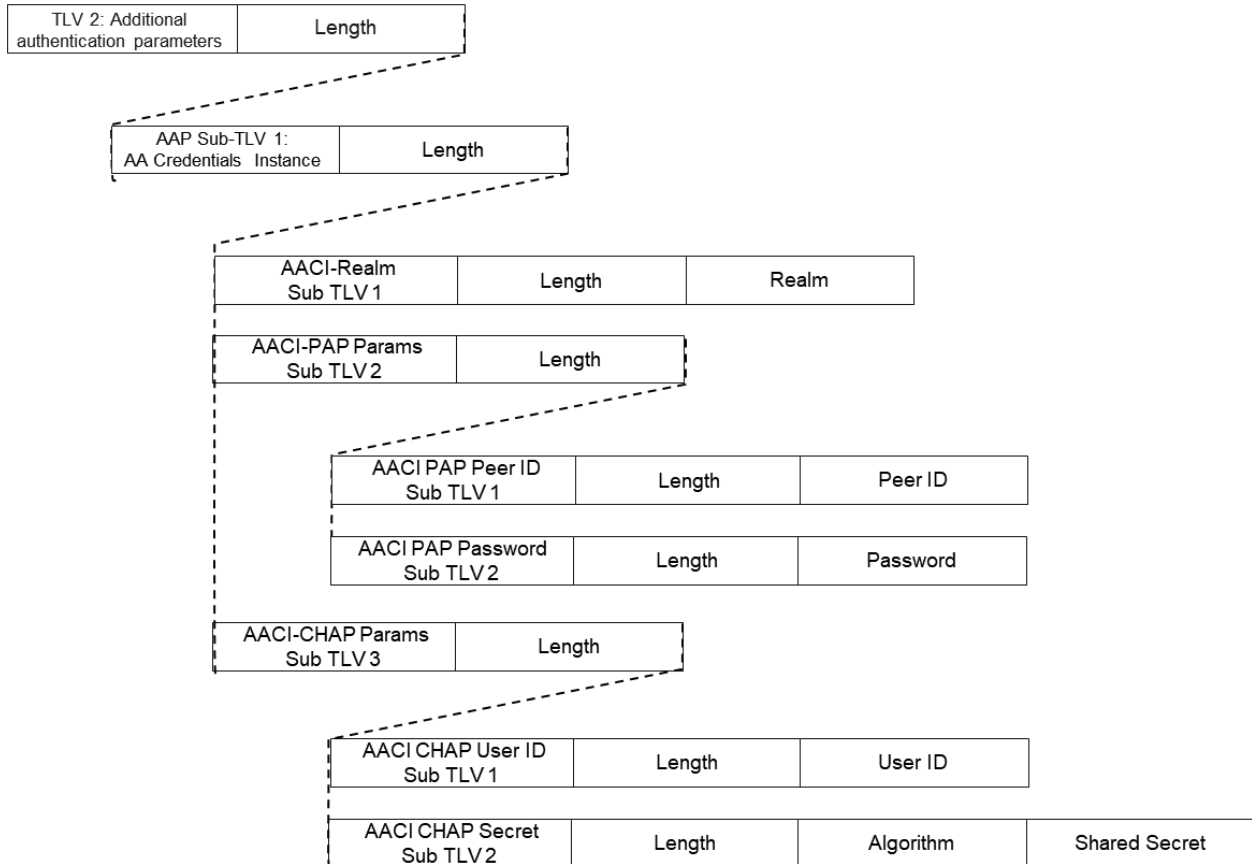 TLV 2: Additional
authentication parameters
Length
AAP Sub-TLV 1:
AA Credentials Instance
Length
AACI-Realm
Sub TLV 1
Length
Realm
AACI-PAP Params
Sub TLV 2
Length
AACI PAP Peer ID
Sub TLV 1
Length
Peer ID
AACI PAP Password
Sub TLV 2
Length
Password
AACI-CHAP Params
Sub TLV 3
Length
AACI CHAP User ID
Sub TLV 1
Length
User ID
AACI CHAP Secret
Sub TLV 2
Length
Algorithm
Shared Secret